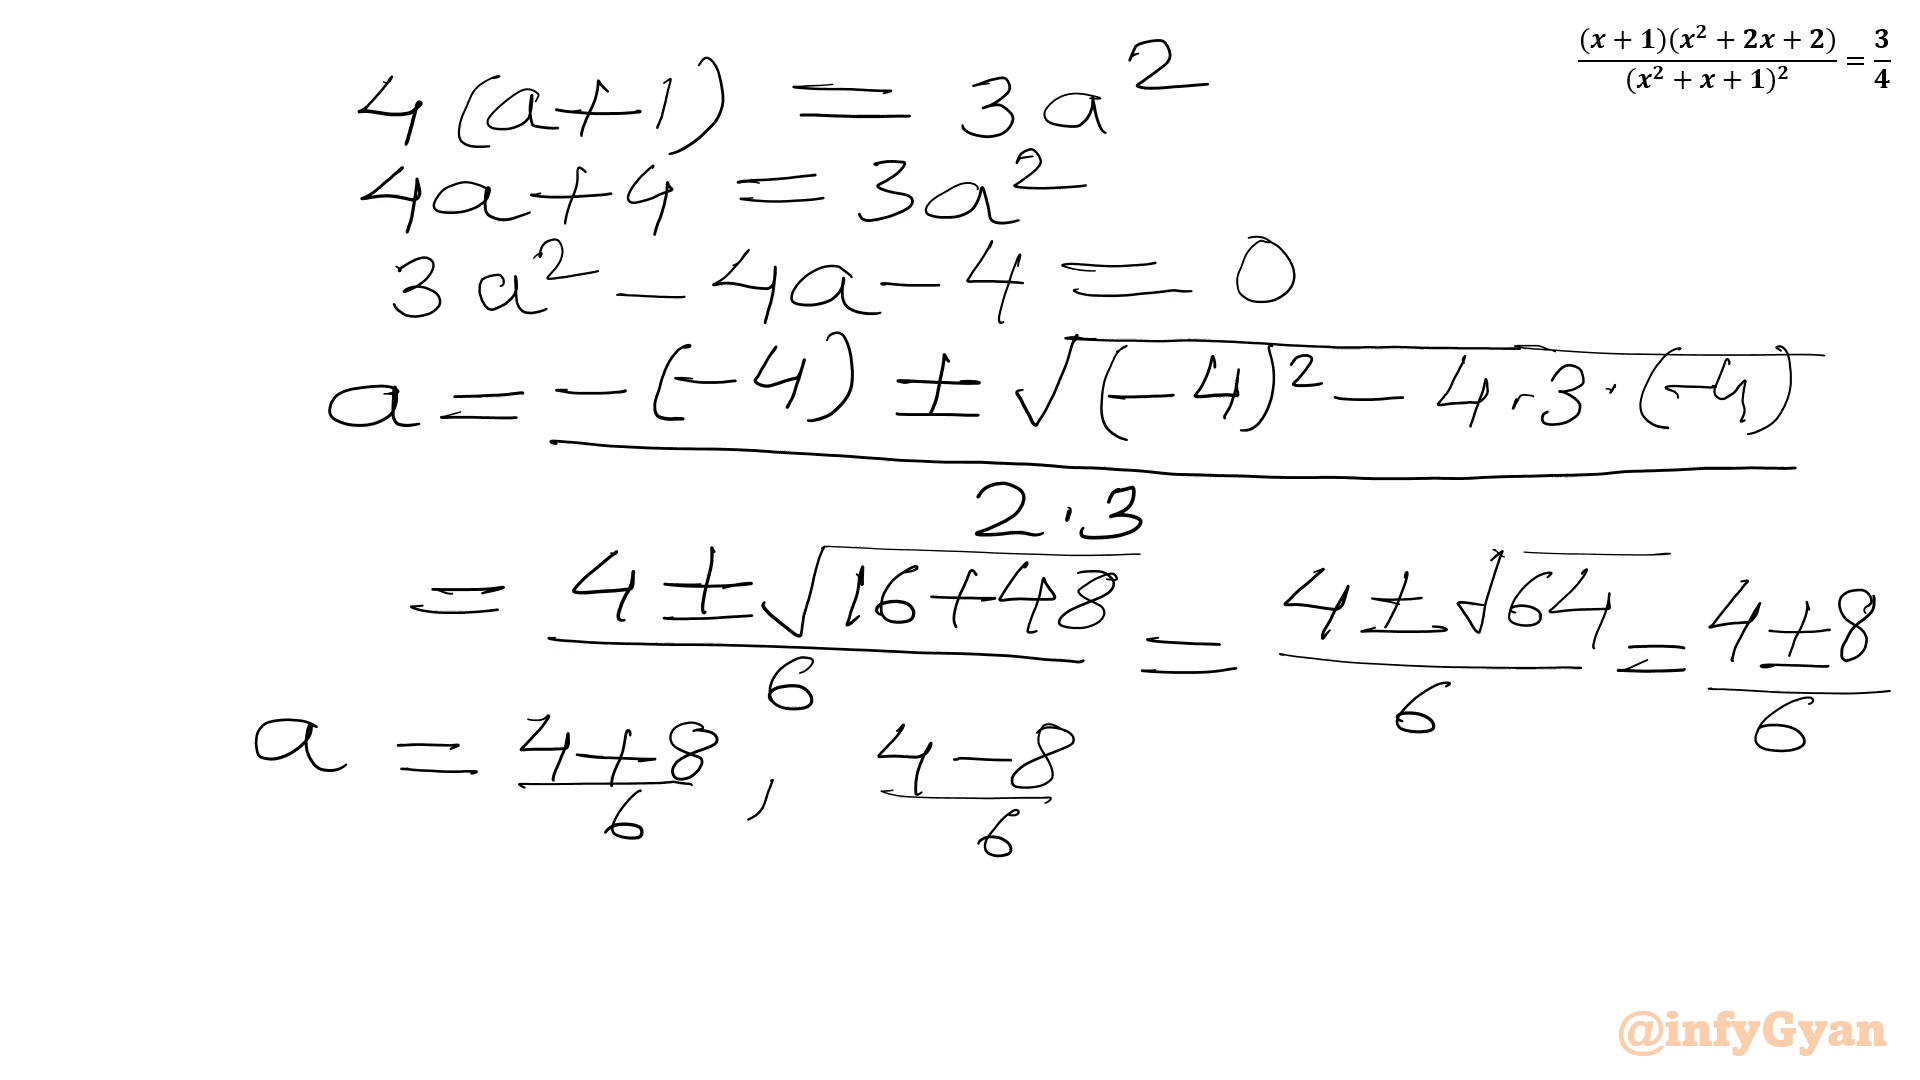 (x + 1)(x² + 2x + 2) / (x² + x + 1)² = 3/4
4(a+1) = 3a²
4a+4 = 3a²
3a² - 4a - 4 = 0
a = (-(-4) ± √((-4)² - 4·3·(-4))) / (2·3)
= (4 ± √(16+48)) / 6 = (4 ± √64) / 6 = (4 ± 8) / 6
a = (4+8)/6 , (4-8)/6
@infyGyan